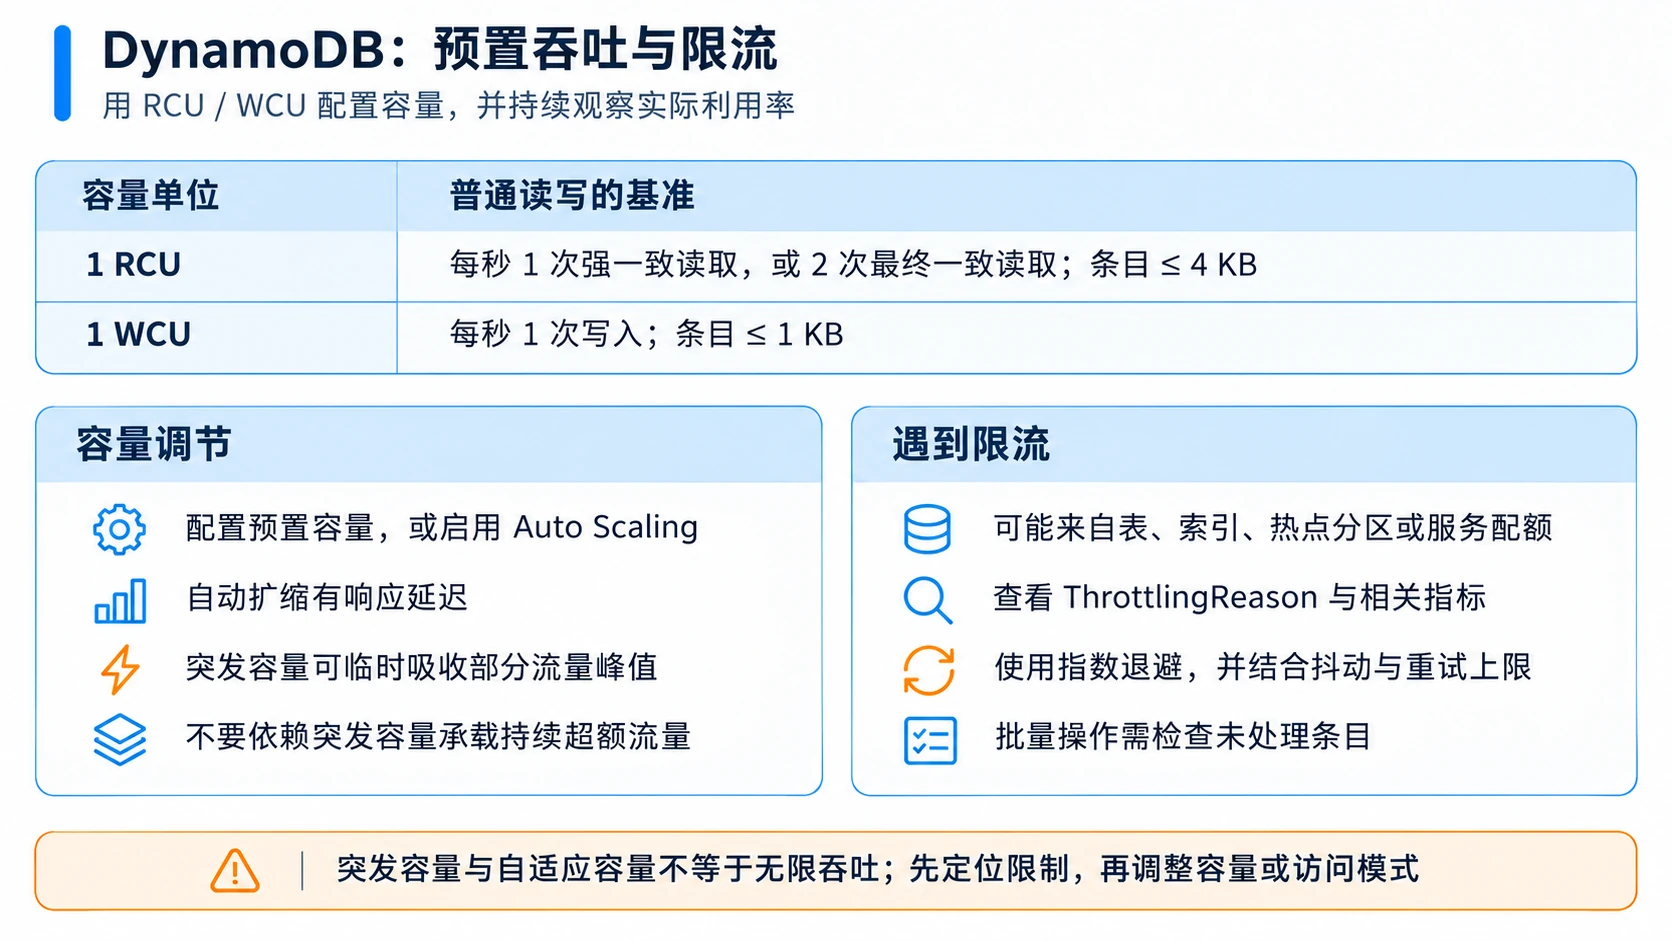 DynamoDB：预置吞吐与限流
用 RCU / WCU 配置容量，并持续观察实际利用率
容量单位
普通读写的基准
1 RCU
每秒 1 次强一致读取，或 2 次最终一致读取；条目 ≤ 4 KB
1 WCU
每秒 1 次写入；条目 ≤ 1 KB
容量调节
配置预置容量，或启用 Auto Scaling
自动扩缩有响应延迟
突发容量可临时吸收部分流量峰值
不要依赖突发容量承载持续超额流量
遇到限流
可能来自表、索引、热点分区或服务配额
查看 ThrottlingReason 与相关指标
使用指数退避，并结合抖动与重试上限
批量操作需检查未处理条目
突发容量与自适应容量不等于无限吞吐；先定位限制，再调整容量或访问模式